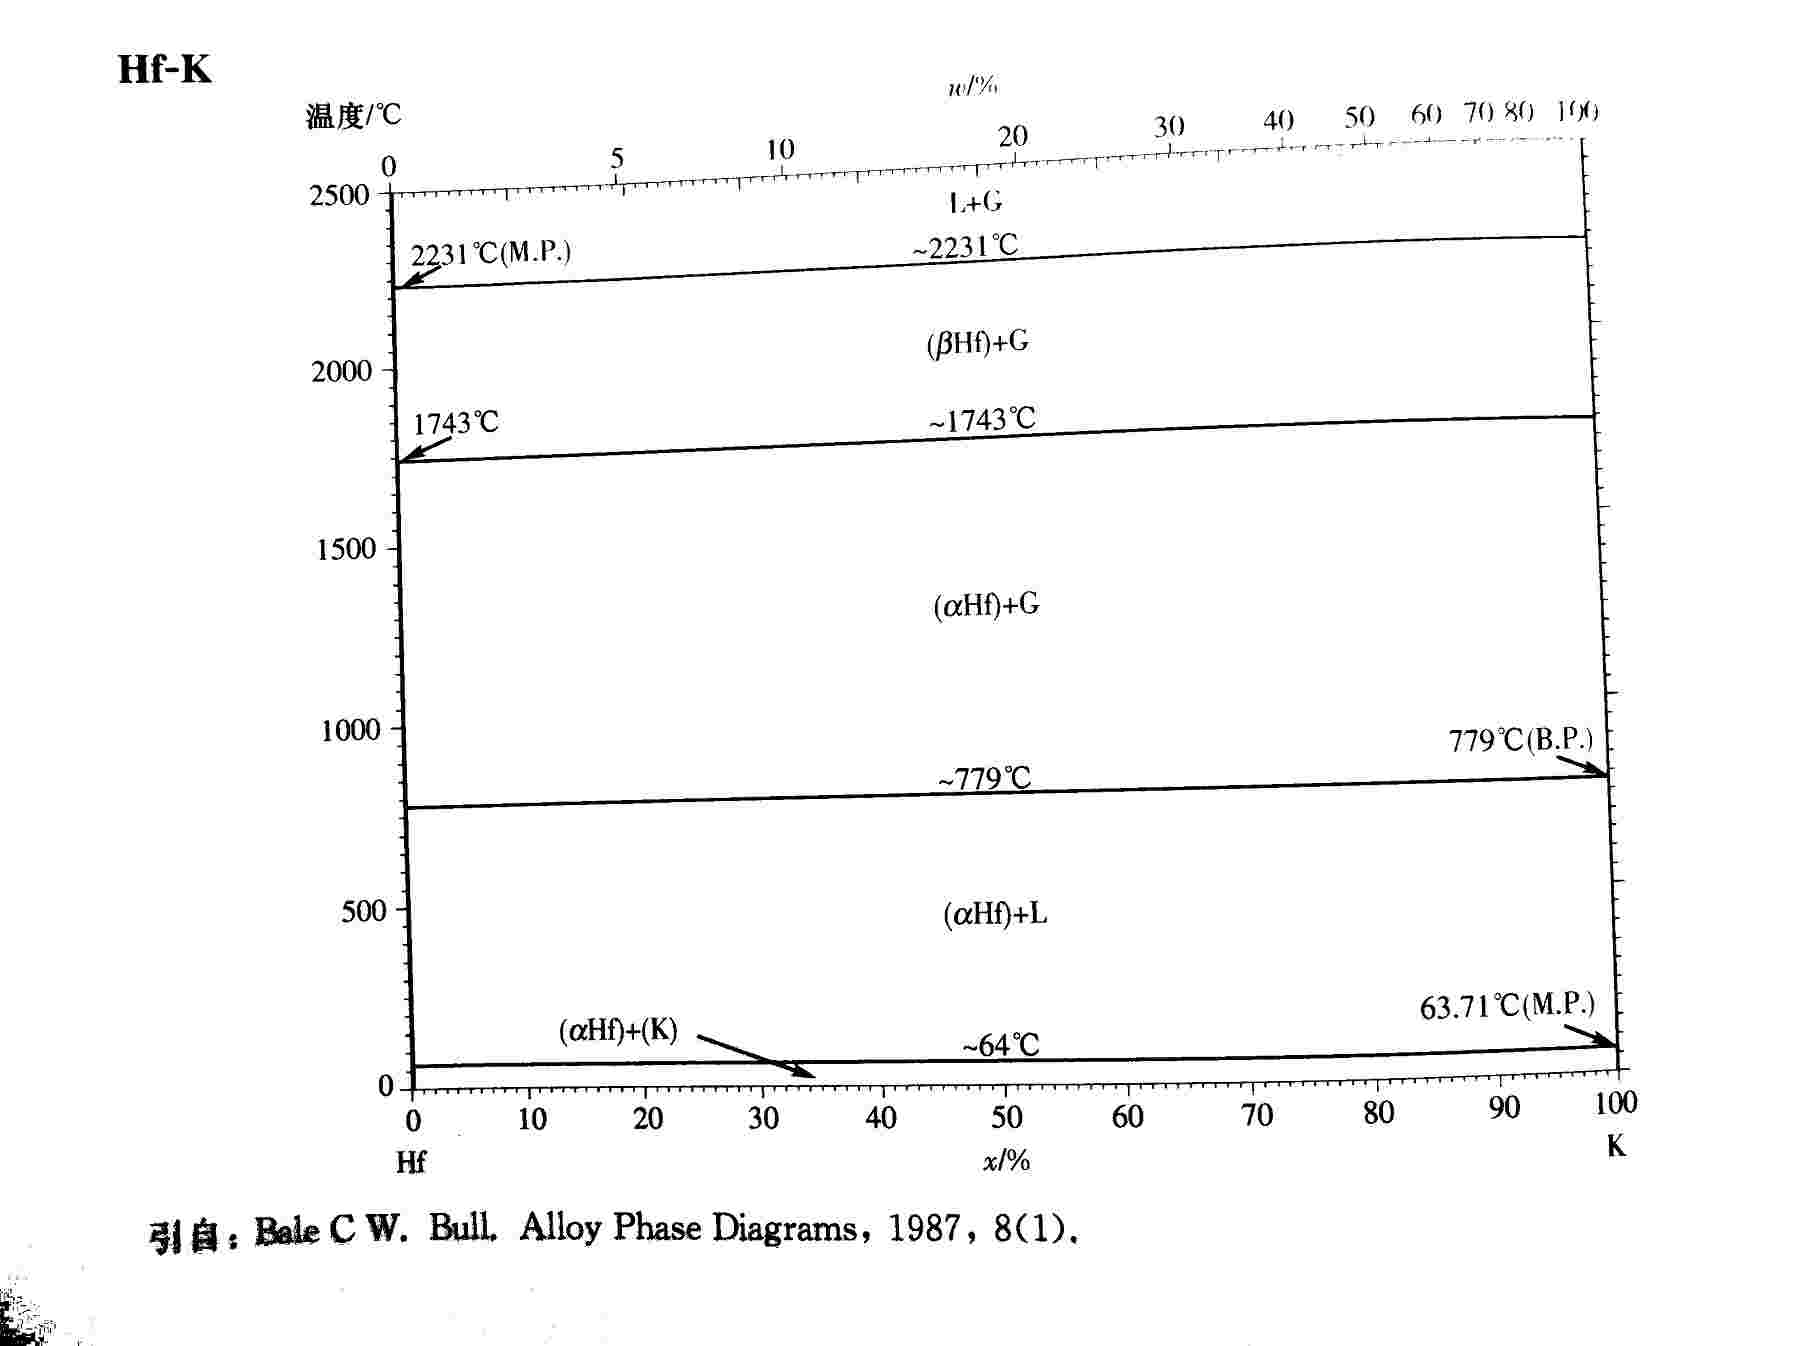 Hf-K
w/%
温度/℃
0 5 10 20 30 40 50 60 70 80 100
2500
L+G
2231℃(M.P.)
~2231℃
(βHf)+G
2000
1743℃
~1743℃
1500
(αHf)+G
1000
779℃(B.P.)
~779℃
500
(αHf)+L
63.71℃(M.P.)
(αHf)+(K)
~64℃
0
0 10 20 30 40 50 60 70 80 90 100
Hf
x/%
K
引自: Bale C W. Bull. Alloy Phase Diagrams, 1987, 8(1).